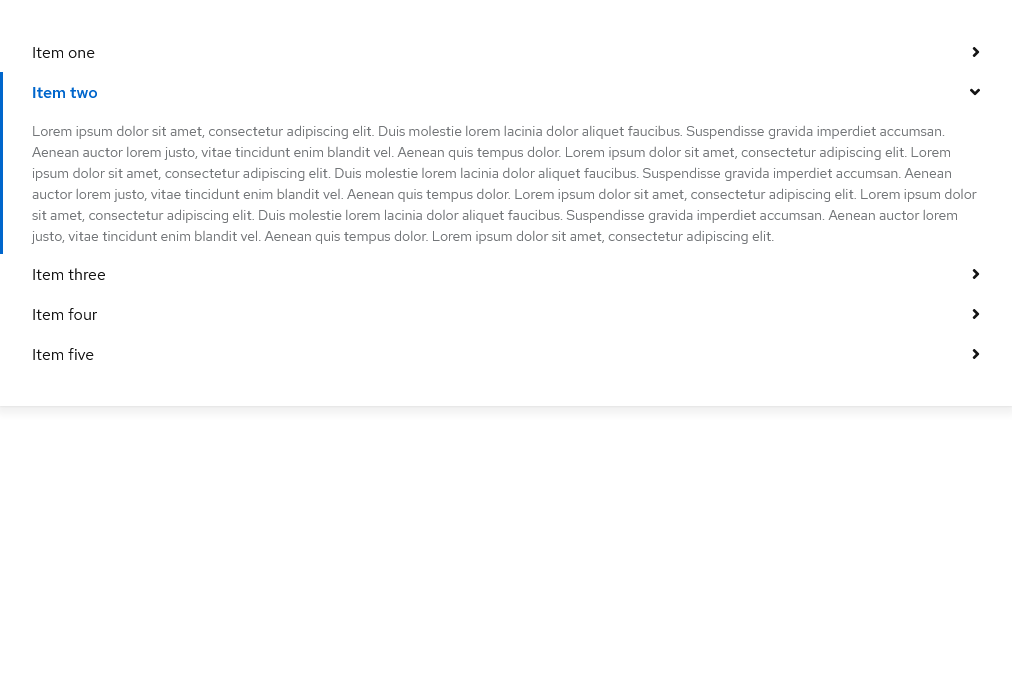 Item one
Item two
Lorem ipsum dolor sit amet, consectetur adipiscing elit. Duis molestie lorem lacinia dolor aliquet faucibus. Suspendisse gravida imperdiet accumsan.
Aenean auctor lorem justo, vitae tincidunt enim blandit vel. Aenean quis tempus dolor. Lorem ipsum dolor sit amet, consectetur adipiscing elit. Lorem
ipsum dolor sit amet, consectetur adipiscing elit. Duis molestie lorem lacinia dolor aliquet faucibus. Suspendisse gravida imperdiet accumsan. Aenean
auctor lorem justo, vitae tincidunt enim blandit vel. Aenean quis tempus dolor. Lorem ipsum dolor sit amet, consectetur adipiscing elit. Lorem ipsum dolor
sit amet, consectetur adipiscing elit. Duis molestie lorem lacinia dolor aliquet faucibus. Suspendisse gravida imperdiet accumsan. Aenean auctor lorem
justo, vitae tincidunt enim blandit vel. Aenean quis tempus dolor. Lorem ipsum dolor sit amet, consectetur adipiscing elit.
Item three
Item four
Item five